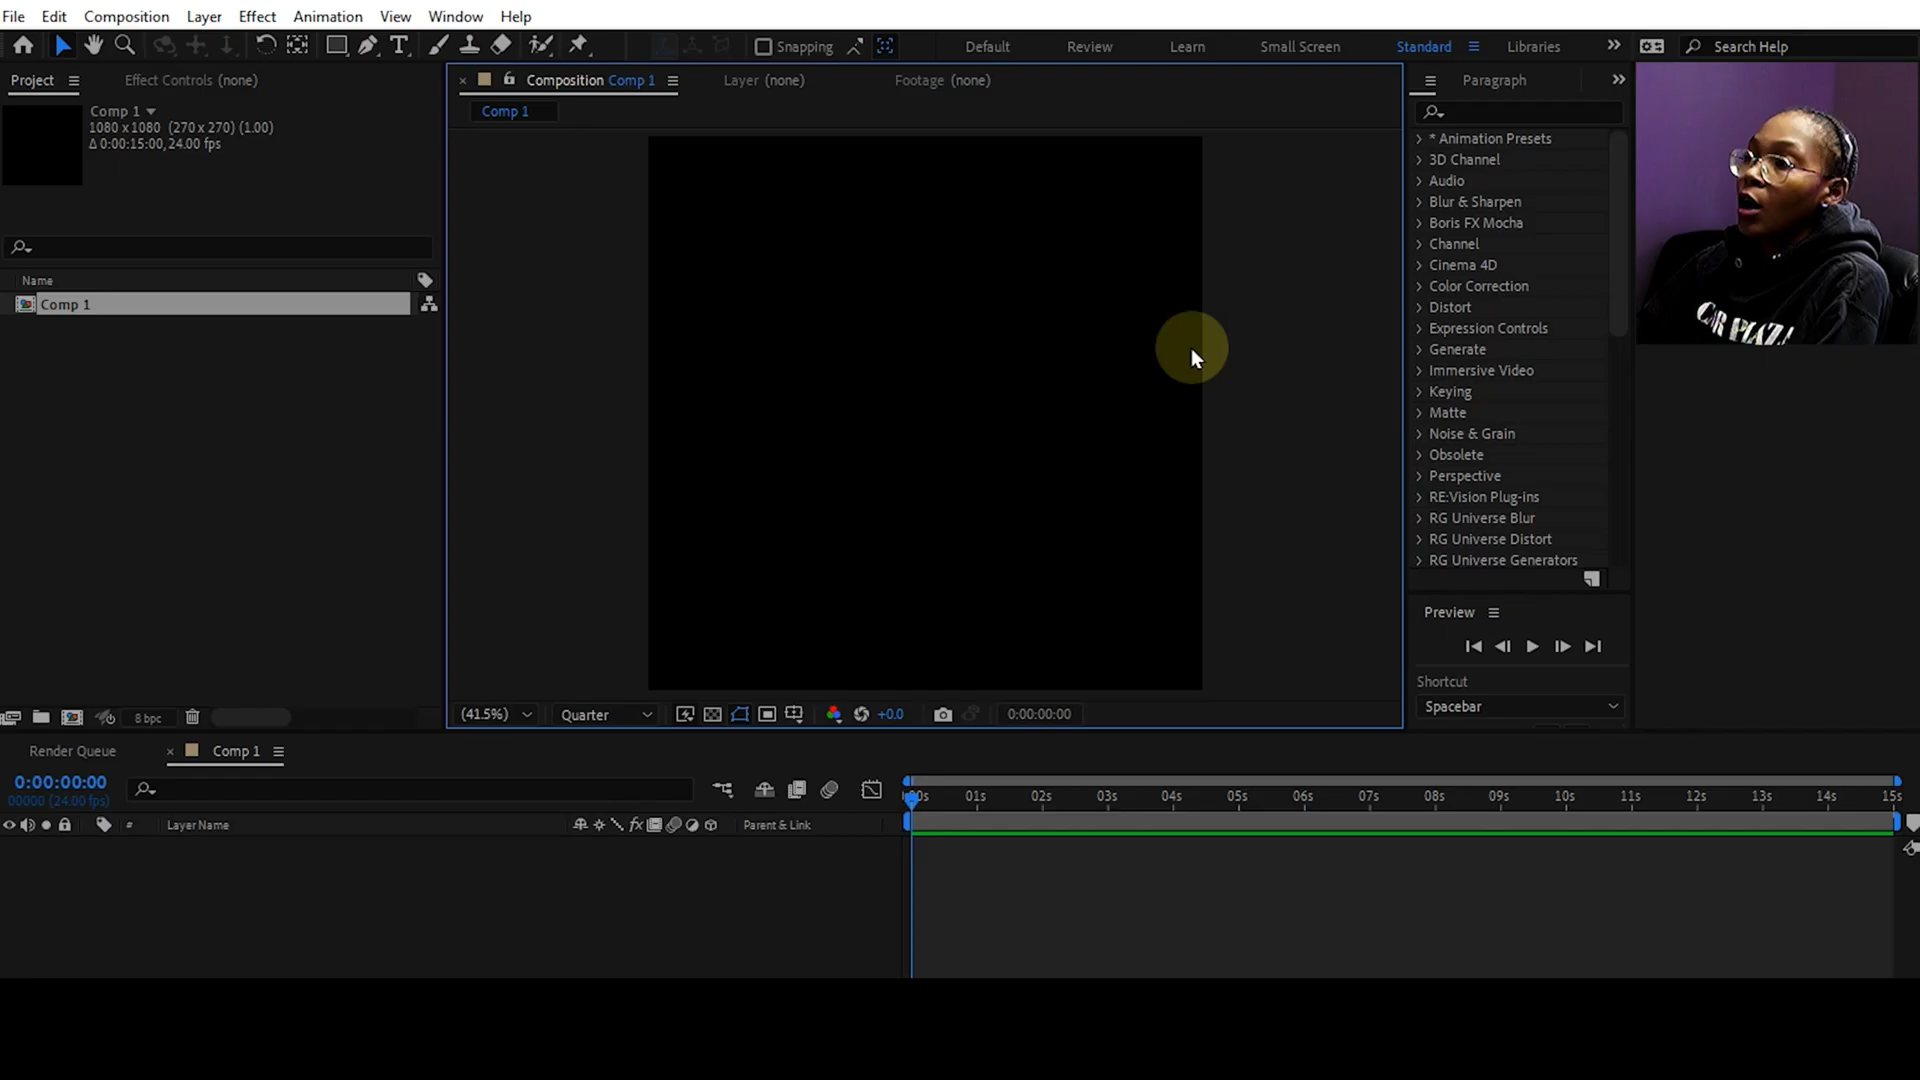 File Edit Composition Layer Effect Animation View Window Help
Snapping Default Review Learn Small Screen Standard Libraries Search Help
Project Effect Controls (none) Composition Comp 1 Layer (none) Footage (none) Paragraph
Comp 1
1080 x 1080 (270 x 270) (1.00)
Δ 0:00:15:00, 24.00 fps
Comp 1
Name
Comp 1
* Animation Presets
3D Channel
Audio
Blur & Sharpen
Boris FX Mocha
Channel
Cinema 4D
Color Correction
Distort
Expression Controls
Generate
Immersive Video
Keying
Matte
Noise & Grain
Obsolete
Perspective
RE:Vision Plug-ins
RG Universe Blur
RG Universe Distort
RG Universe Generators
Preview
Shortcut
Spacebar
8 bpc
(41.5%) Quarter +0.0 0:00:00:00
Render Queue Comp 1
0:00:00:00
00000 (24.00 fps)
# Layer Name fx Parent & Link
01s 02s 03s 04s 05s 06s 07s 08s 09s 10s 11s 12s 13s 14s 15s